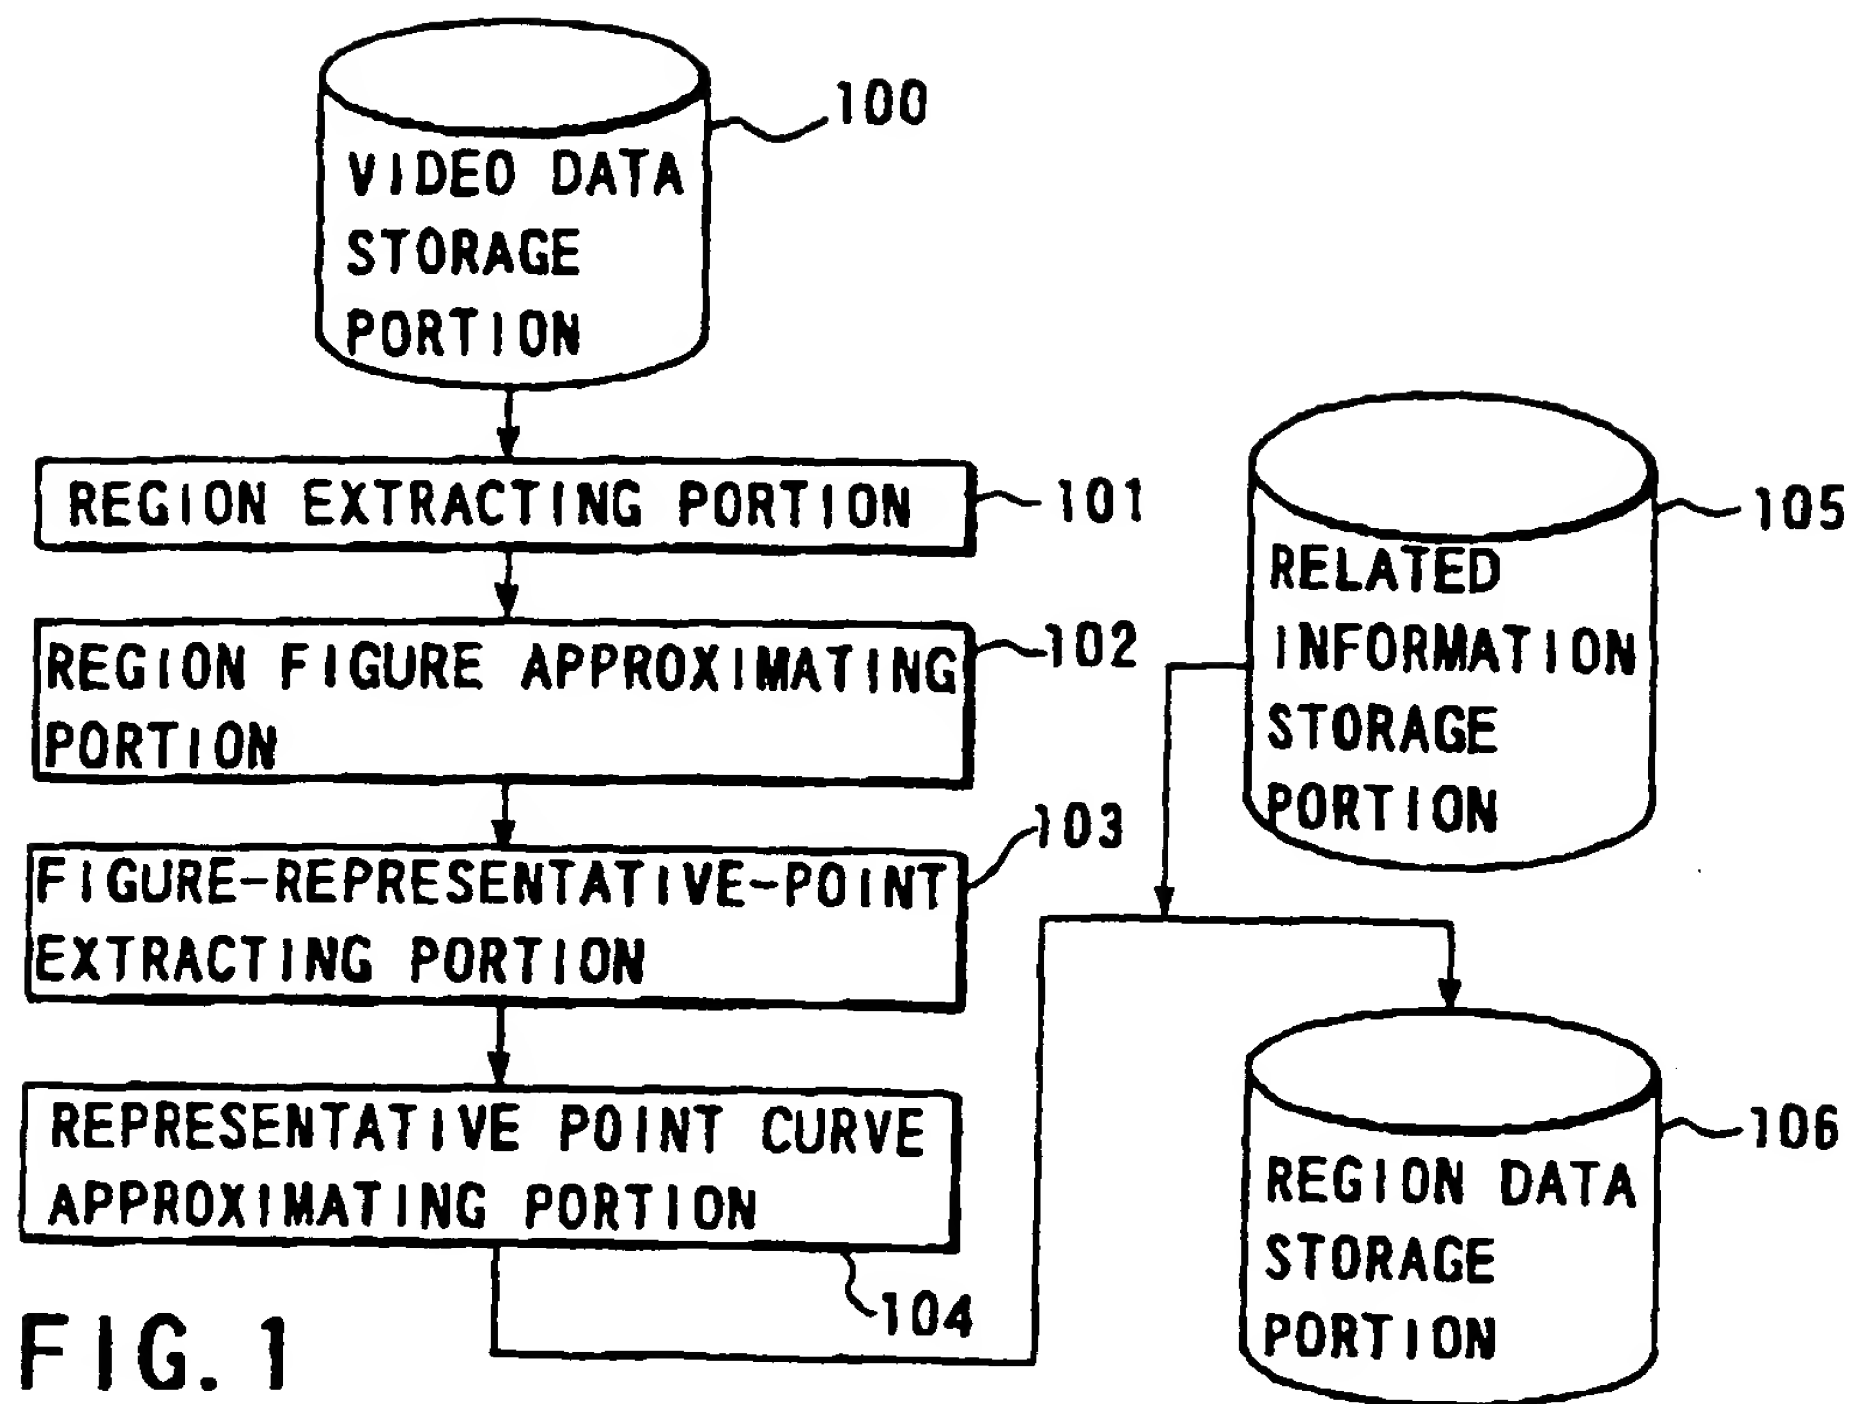 100
VIDEO DATA
STORAGE
PORTION
REGION EXTRACTING PORTION
101
REGION FIGURE APPROXIMATING
PORTION
102
FIGURE-REPRESENTATIVE-POINT
EXTRACTING PORTION
103
REPRESENTATIVE POINT CURVE
APPROXIMATING PORTION
104
RELATED
INFORMATION
STORAGE
PORTION
105
REGION DATA
STORAGE
PORTION
106
FIG. 1